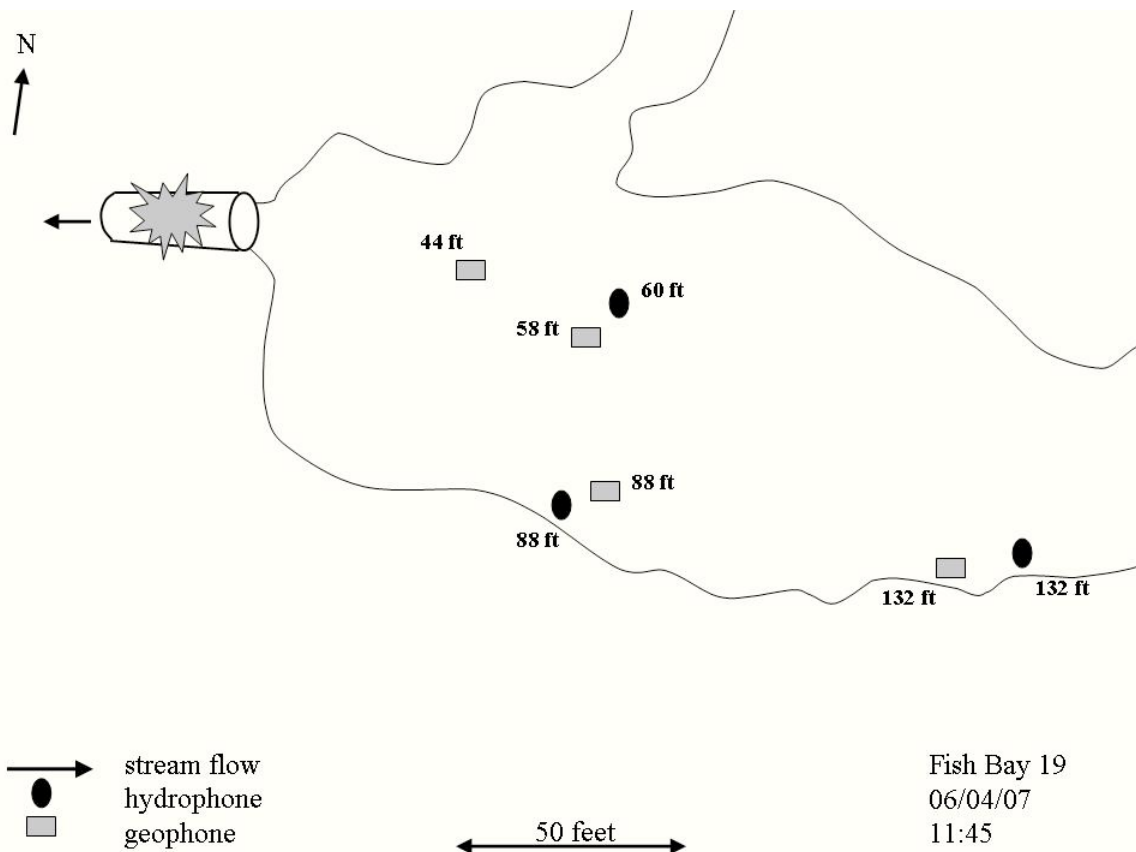 N
44 ft
60 ft
58 ft
88 ft
88 ft
132 ft
132 ft
stream flow
hydrophone
geophone
50 feet
Fish Bay 19
06/04/07
11:45